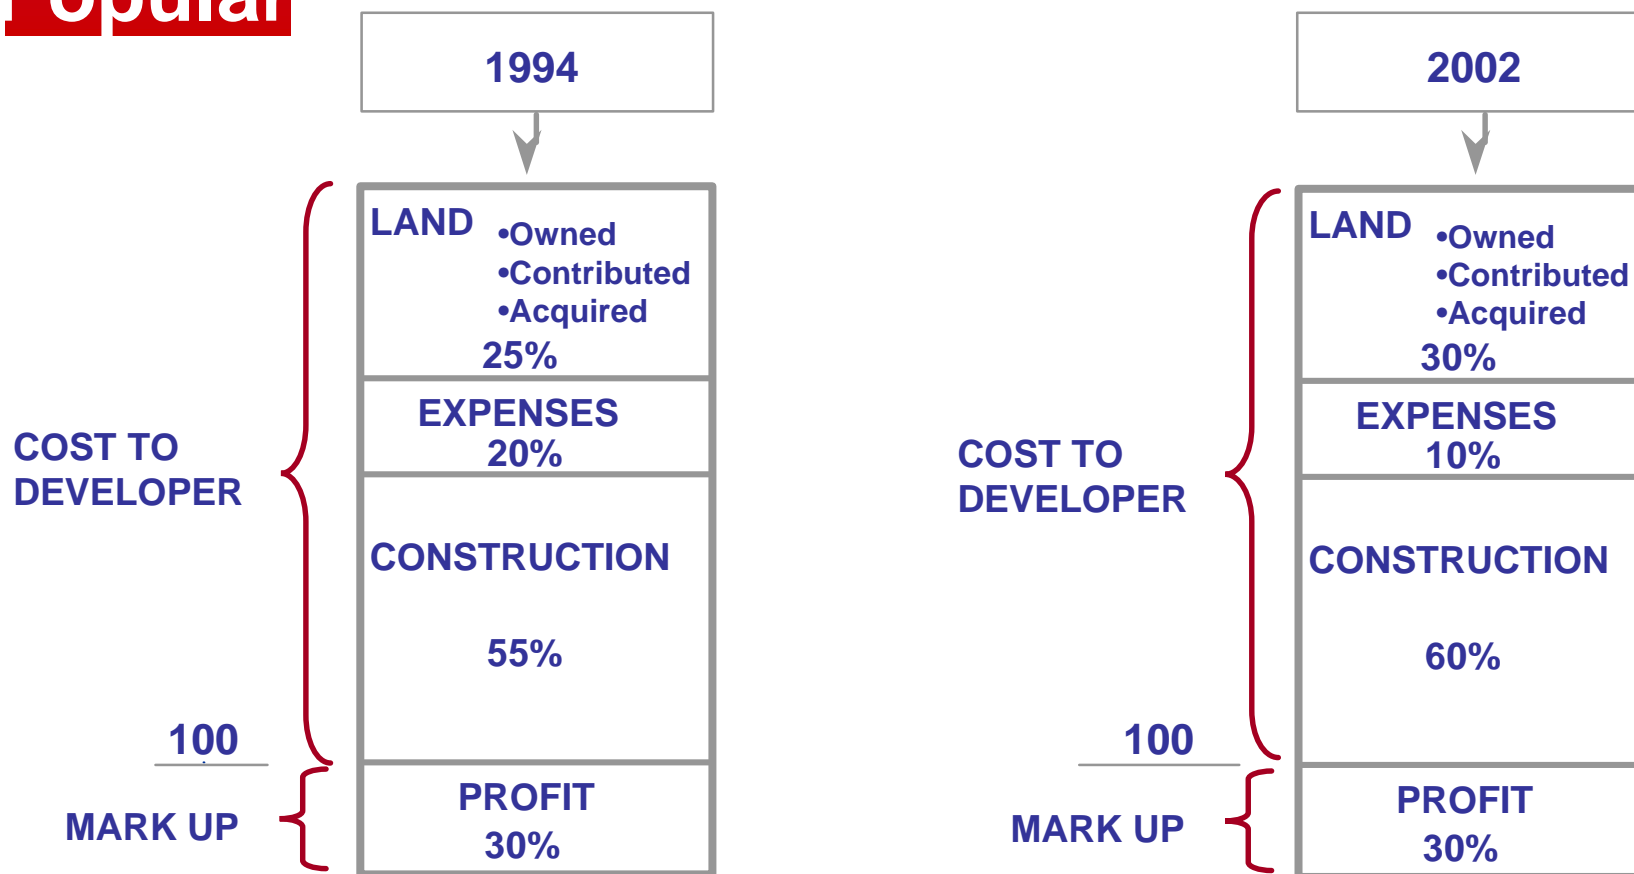 Popular
1994
LAND
•Owned
•Contributed
•Acquired
25%
EXPENSES
20%
COST TO
DEVELOPER
CONSTRUCTION
55%
100
PROFIT
MARK UP
30%
2002
LAND
•Owned
•Contributed
•Acquired
30%
EXPENSES
10%
COST TO
DEVELOPER
CONSTRUCTION
60%
100
PROFIT
MARK UP
30%